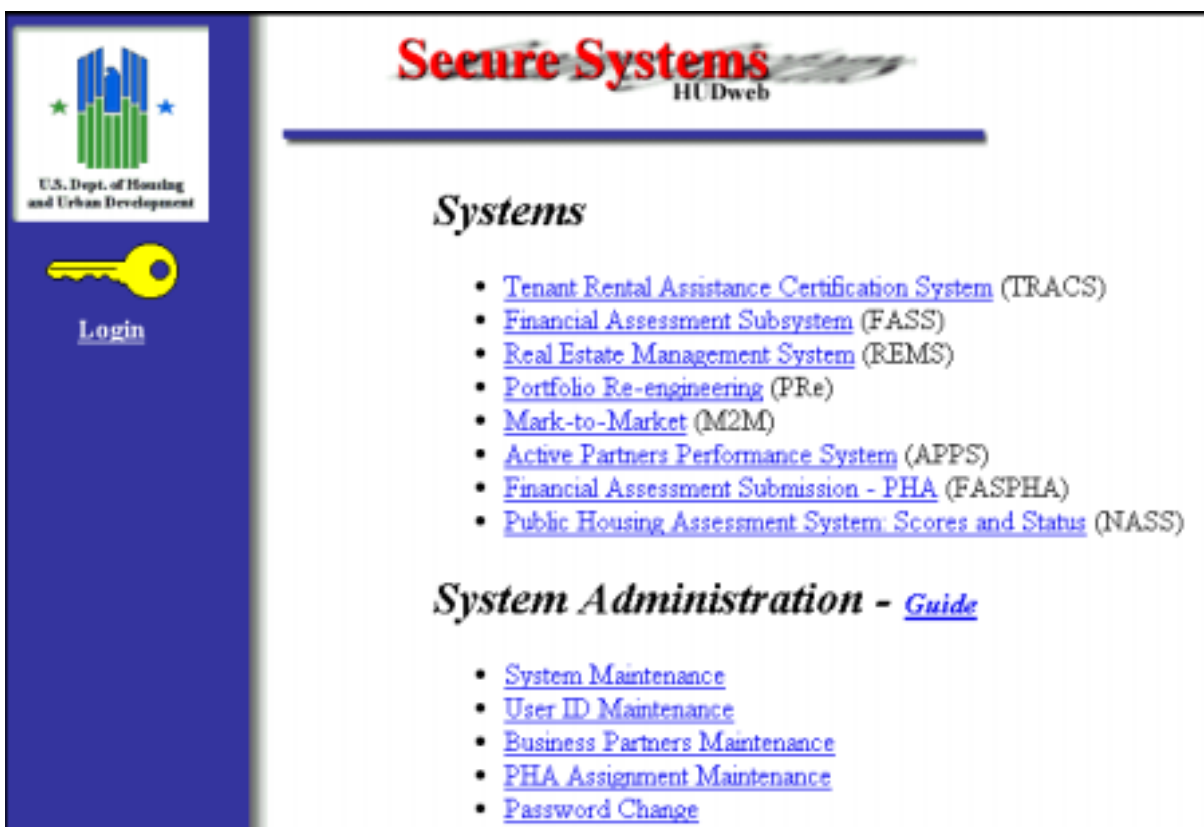 U.S. Dept. of Housing
and Urban Development
Login
Secure Systems
HUDweb
Systems
• Tenant Rental Assistance Certification System (TRACS)
• Financial Assessment Subsystem (FASS)
• Real Estate Management System (REMS)
• Portfolio Re-engineering (PRe)
• Mark-to-Market (M2M)
• Active Partners Performance System (APPS)
• Financial Assessment Submission - PHA (FASPHA)
• Public Housing Assessment System: Scores and Status (NASS)
System Administration - Guide
• System Maintenance
• User ID Maintenance
• Business Partners Maintenance
• PHA Assignment Maintenance
• Password Change